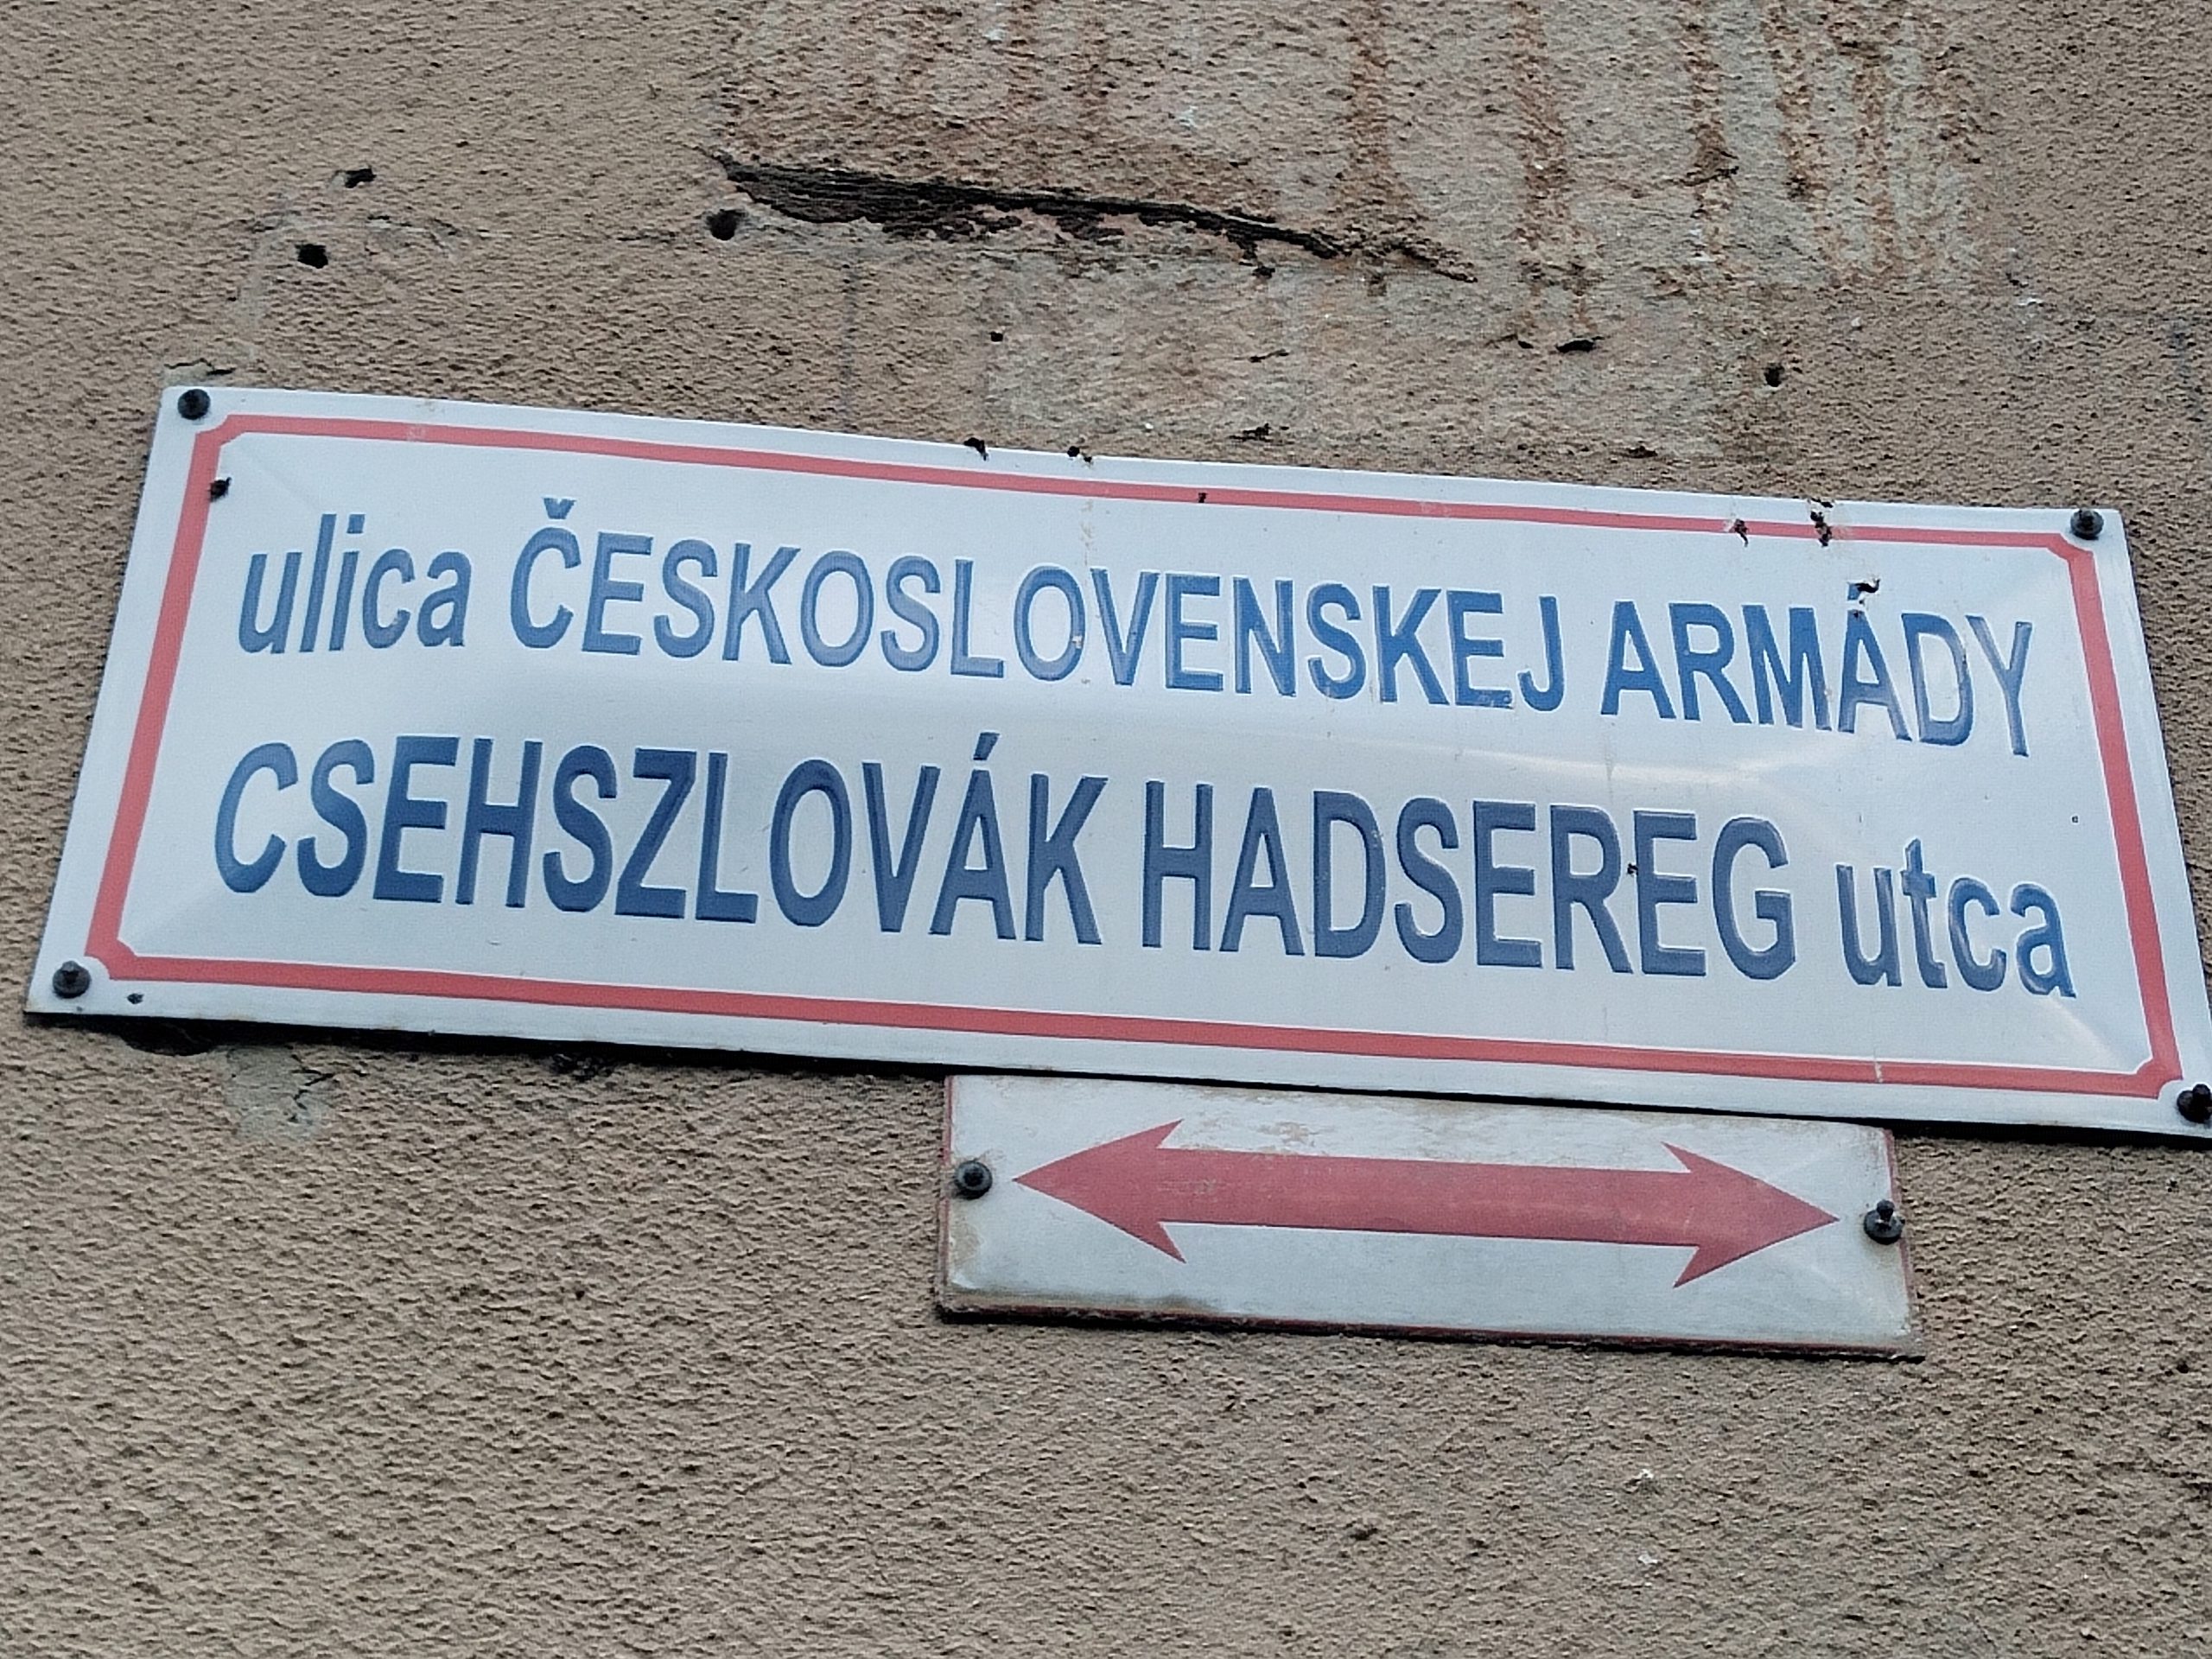 ulica ČESKOSLOVENSKEJ ARMÁDY
CSEHSZLOVÁK HADSEREG utca